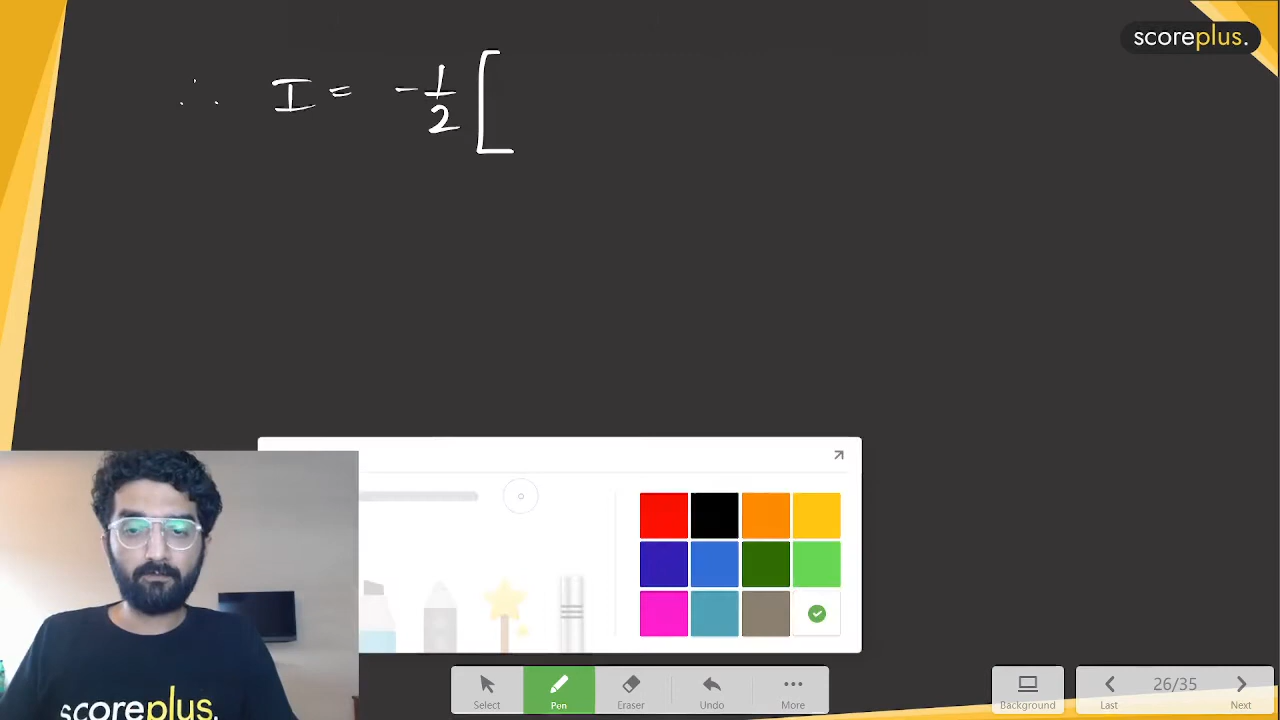 scoreplus.
∴ I = -1/2 [
scoreplus.
Select
Pen
Eraser
Undo
More
Background
Last
26/35
Next